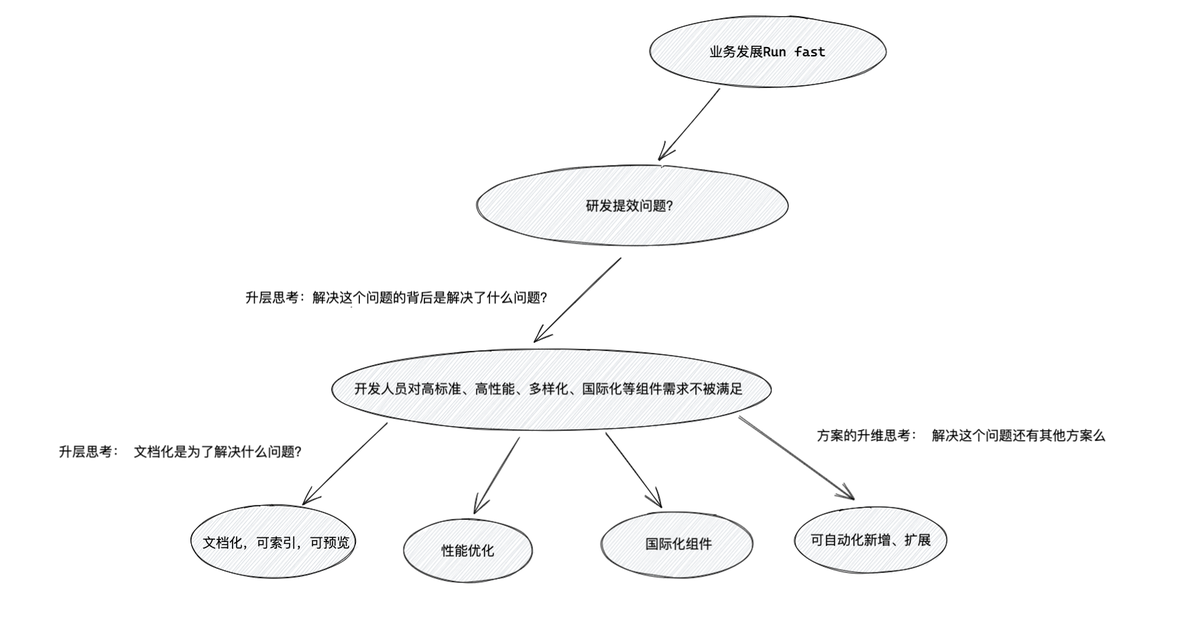 业务发展Run fast
研发提效问题?
升层思考：解决这个问题的背后是解决了什么问题?
开发人员对高标准、高性能、多样化、国际化等组件需求不被满足
方案的升维思考： 解决这个问题还有其他方案么
升层思考： 文档化是为了解决什么问题?
文档化，可索引，可预览
性能优化
国际化组件
可自动化新增、扩展